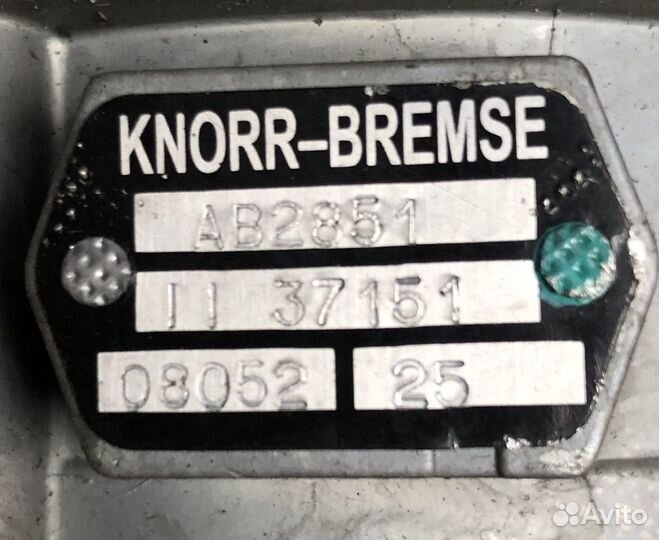 KNORR-BREMSE
AB2851
II 37151
08052 25
Avito